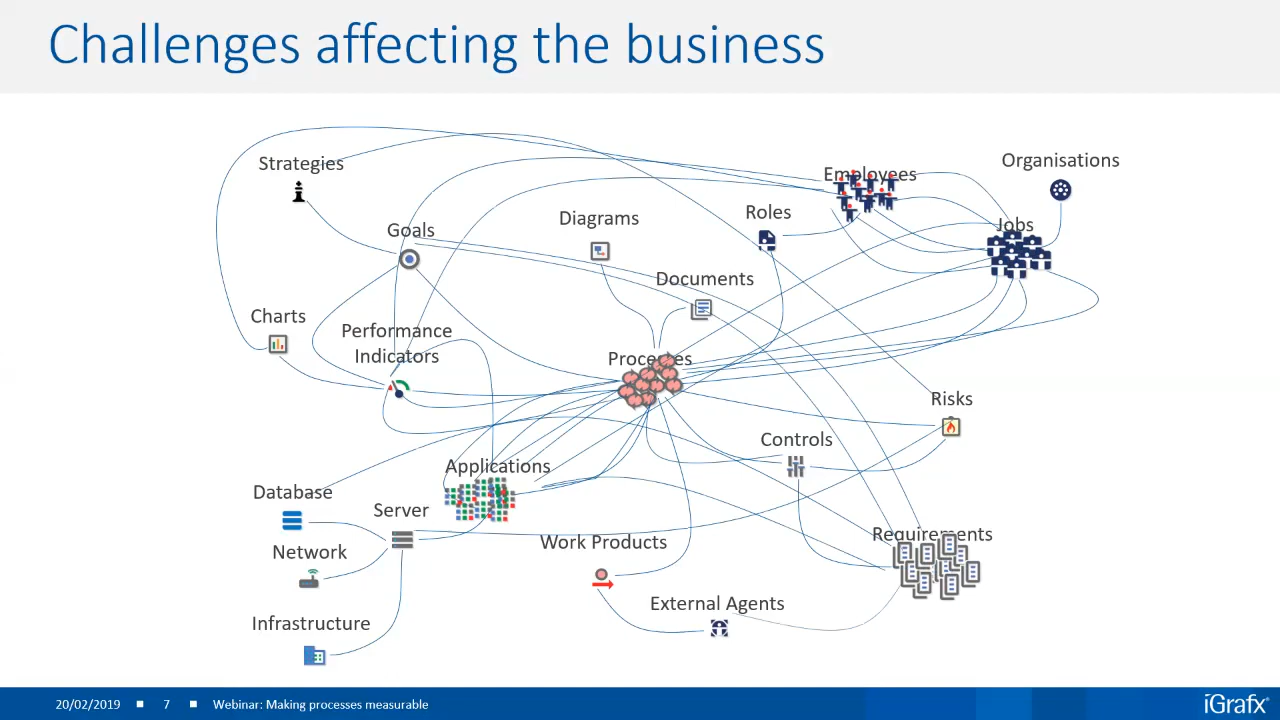 Challenges affecting the business
Strategies
Employees
Organisations
Goals
Diagrams
Roles
Jobs
Documents
Charts
Performance
Indicators
Processes
Risks
Controls
Applications
Database
Server
Network
Work Products
Requirements
External Agents
Infrastructure
20/02/2019 7 Webinar: Making processes measurable
iGrafx